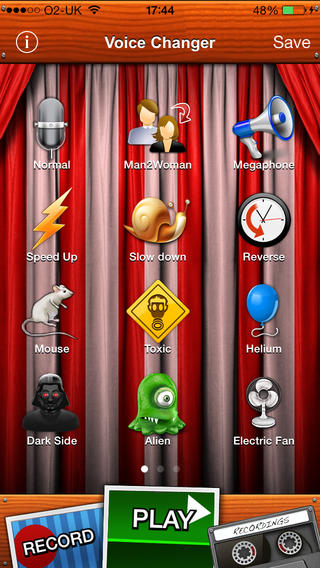 O2-UK 17:44 48%
Voice Changer Save
Normal Man2Woman Megaphone
Speed Up Slow down Reverse
Mouse Toxic Helium
Dark Side Alien Electric Fan
RECORD PLAY RECORDINGS